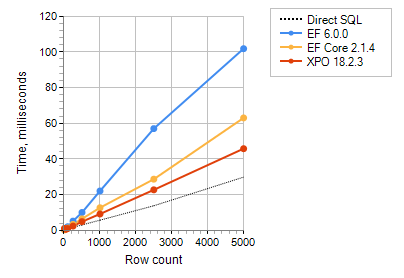 Direct SQL
EF 6.0.0
EF Core 2.1.4
XPO 18.2.3
Time, milliseconds
120
100
80
60
40
20
0
0
1000
2000
3000
4000
5000
Row count